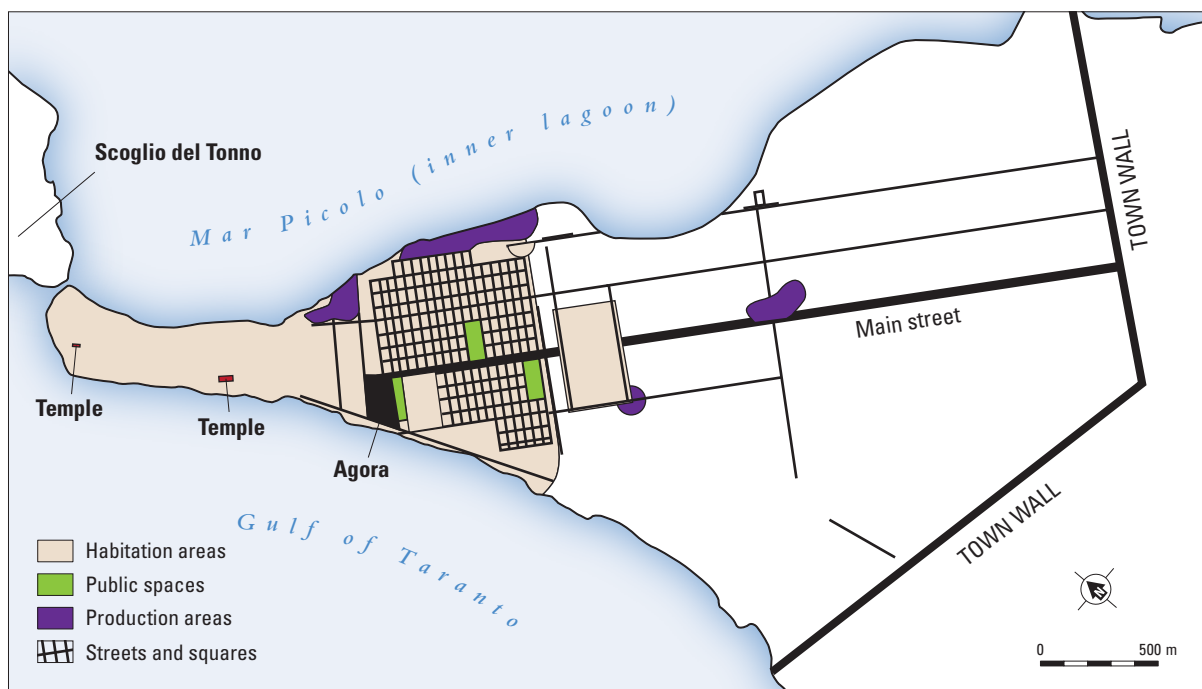 Scoglio del Tonno
Mar Picolo (inner lagoon)
TOWN WALL
Main street
Temple
Temple
Agora
Gulf of Taranto
TOWN WALL
Habitation areas
Public spaces
Production areas
Streets and squares
N
0 500 m